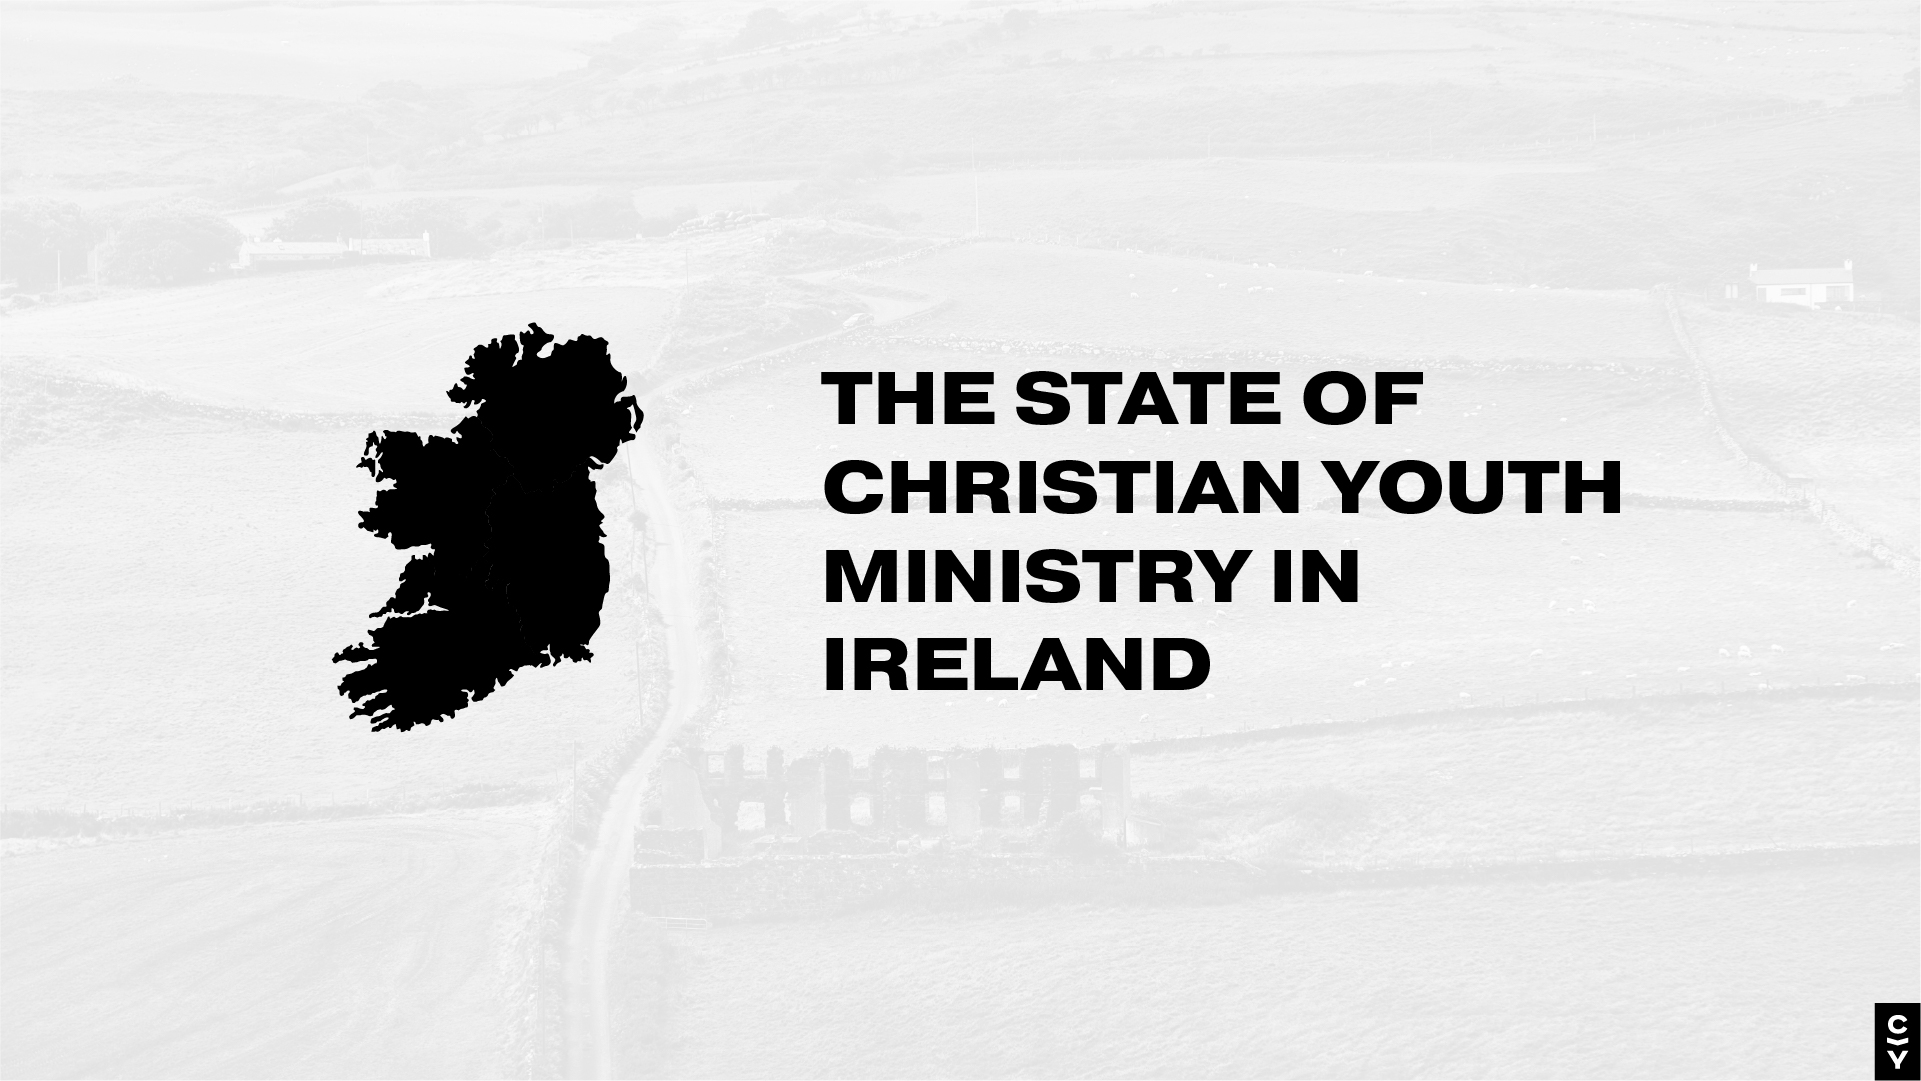 THE STATE OF
CHRISTIAN YOUTH
MINISTRY IN
IRELAND
C
Y